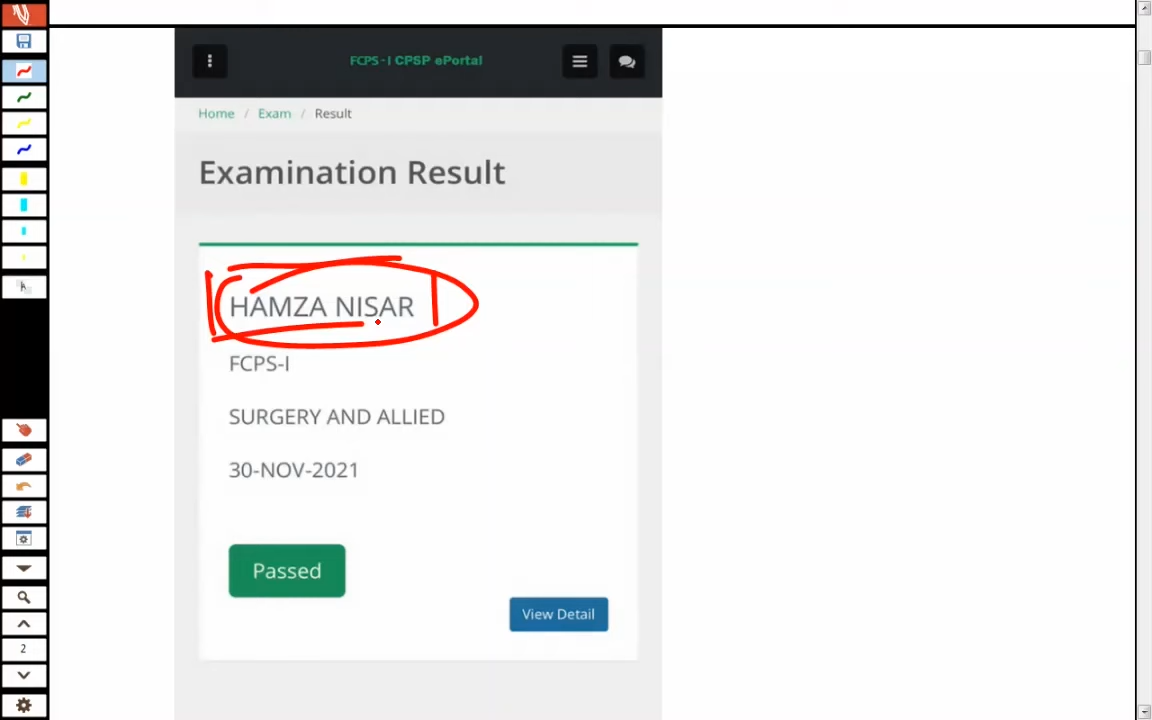 FCPS-I CPSP ePortal
Home / Exam / Result
Examination Result
HAMZA NISAR
FCPS-I
SURGERY AND ALLIED
30-NOV-2021
Passed
View Detail
2